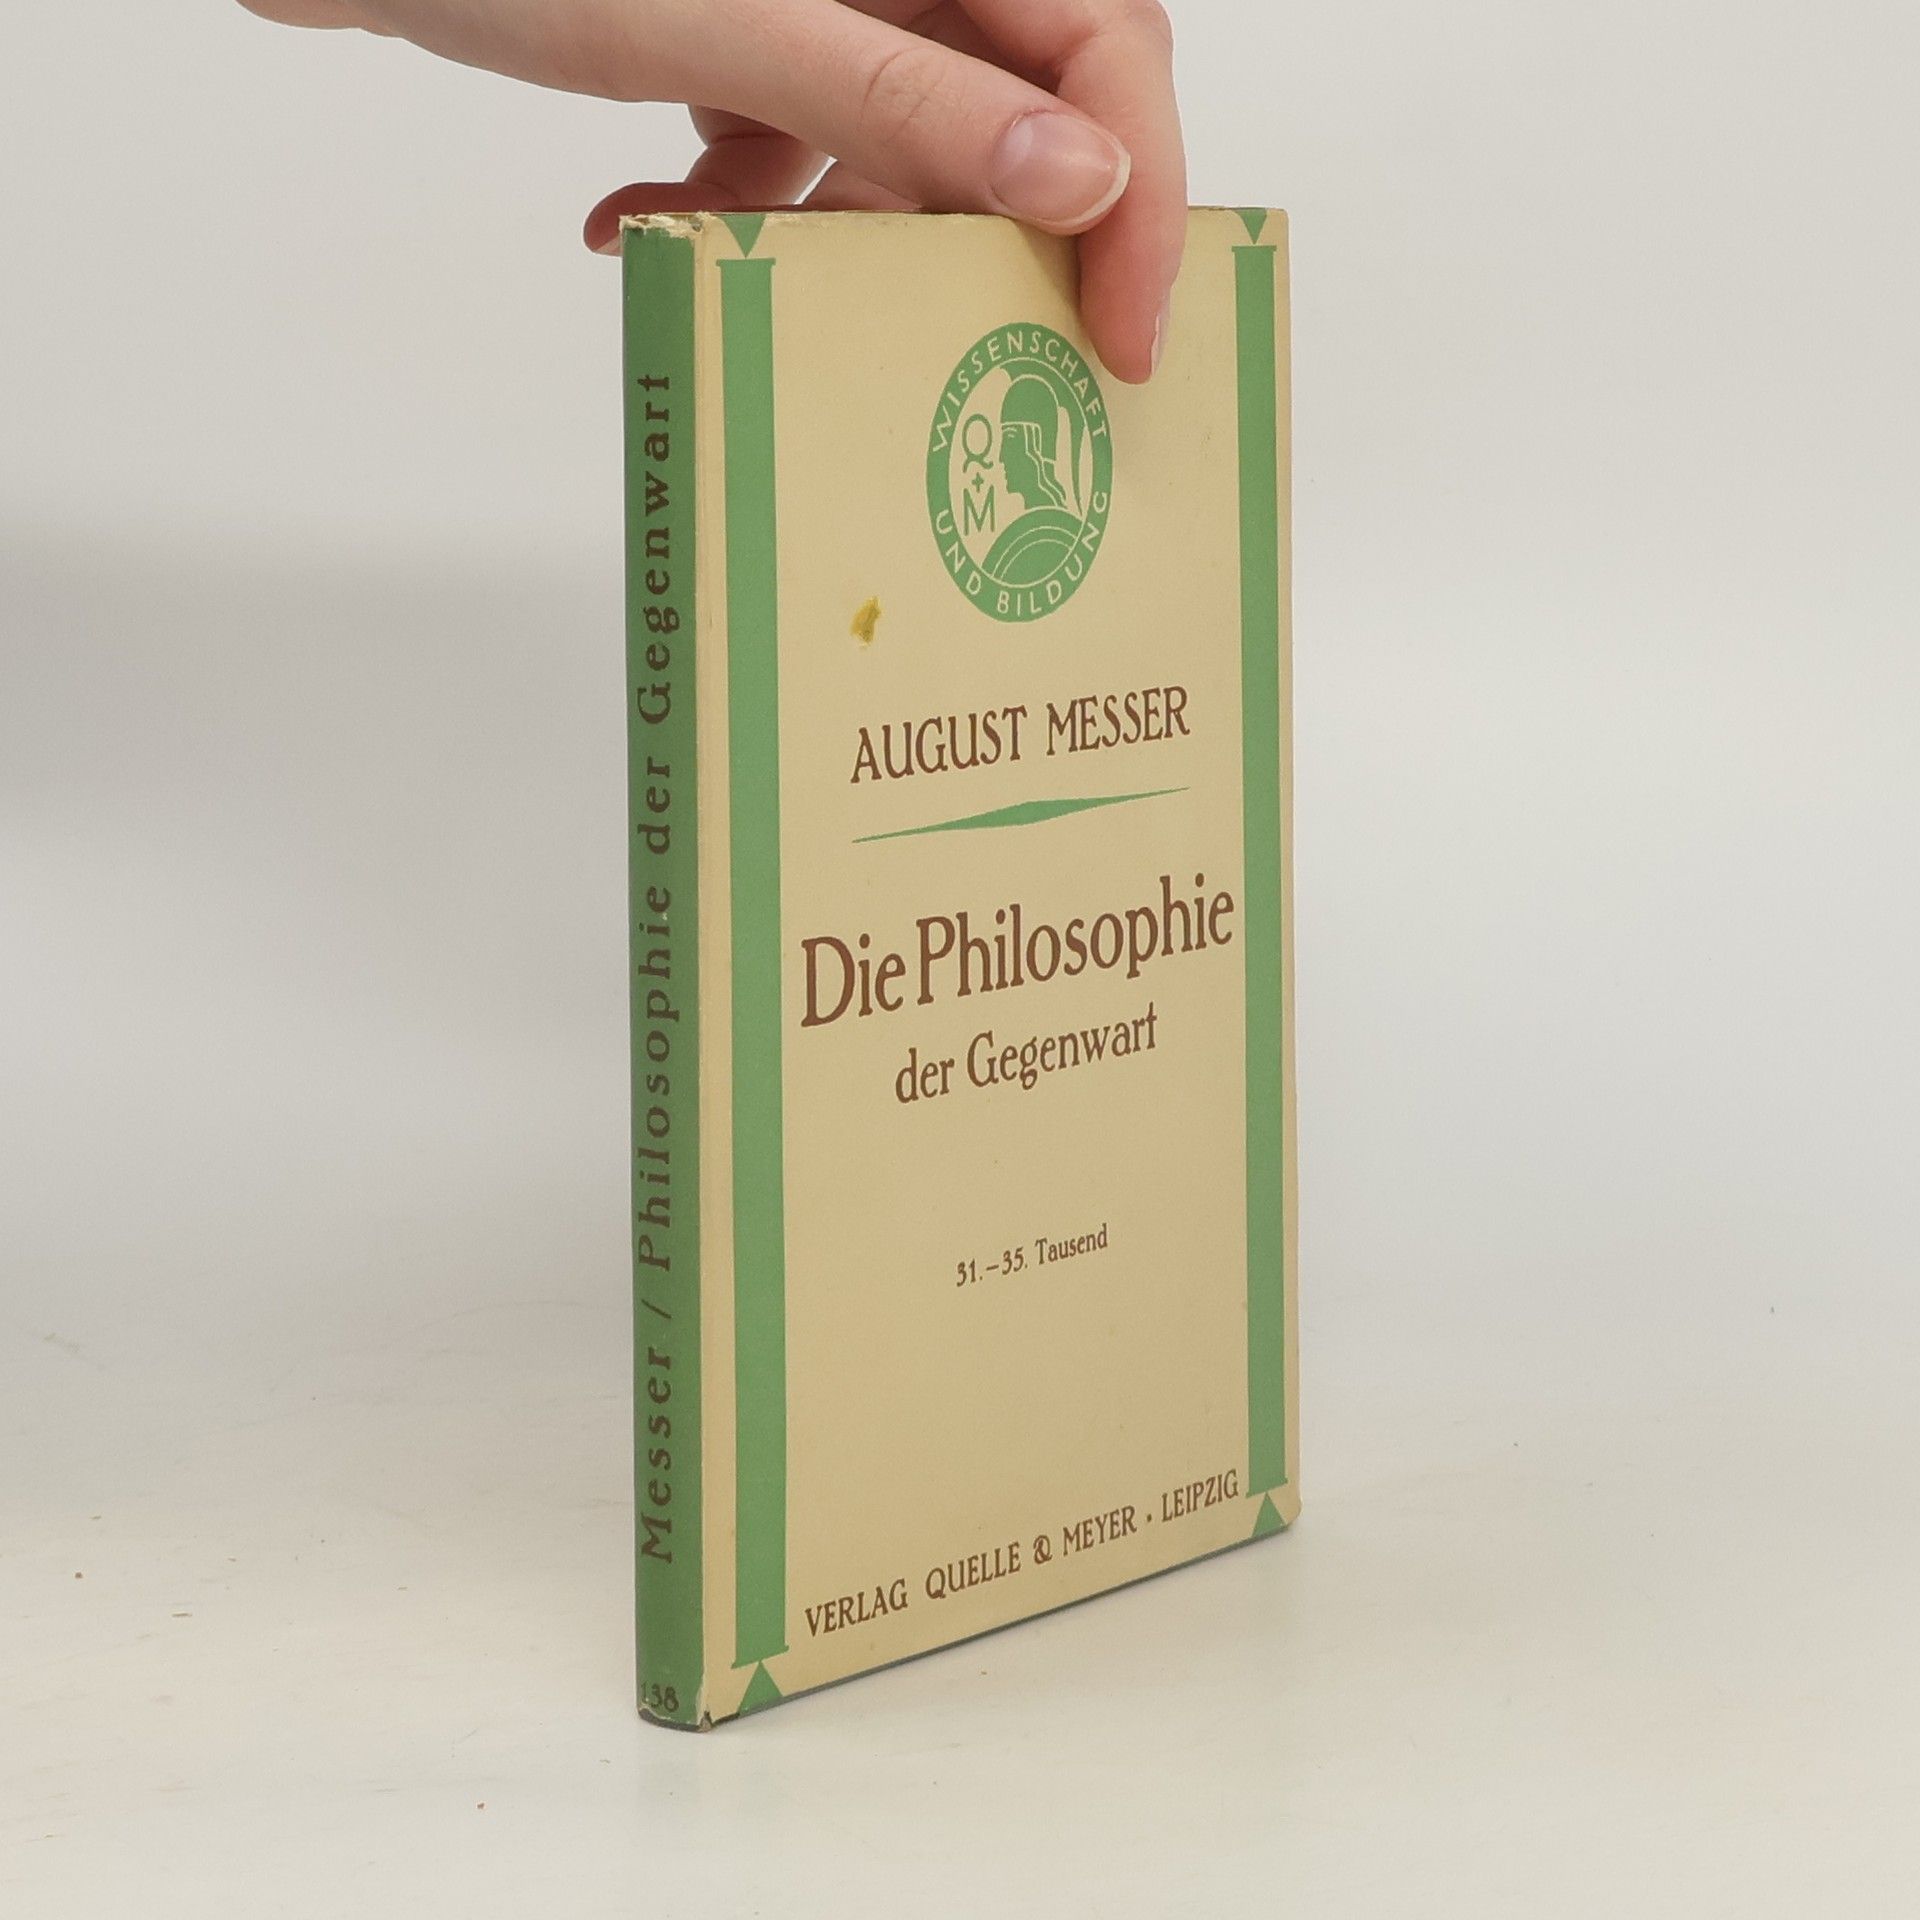 Messer / Philosophie der Gegenwart
138
WISSENSCHAFT
UND BILDUNG
Q
+
M
AUGUST MESSER
Die Philosophie
der Gegenwart
31.–35. Tausend
VERLAG QUELLE & MEYER · LEIPZIG